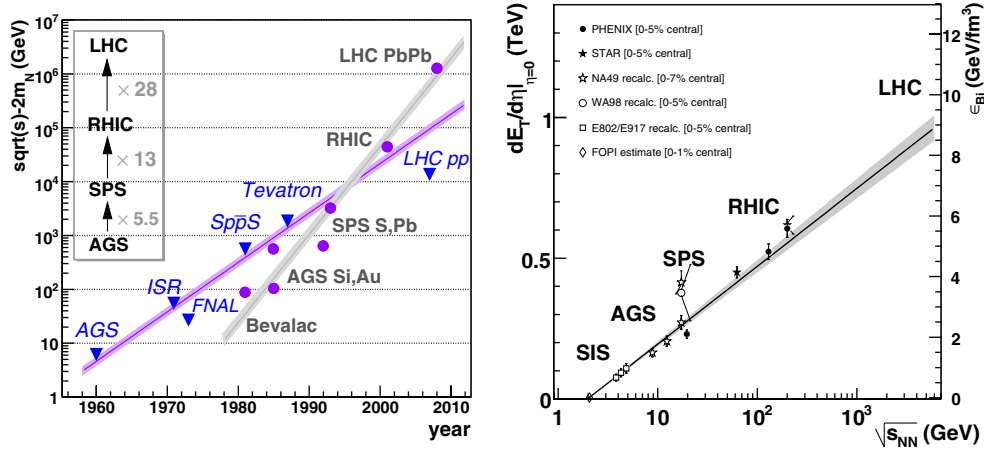 sqrt(s)-2m_N (GeV)
10^7
10^6
10^5
10^4
10^3
10^2
10
1
LHC
× 28
RHIC
× 13
SPS
× 5.5
AGS
LHC PbPb
RHIC
LHC pp
Tevatron
Spp̅S
SPS S,Pb
ISR
FNAL
AGS Si,Au
AGS
Bevalac
1960 1970 1980 1990 2000 2010
year
dE_T/dη|_η=0 (TeV)
1
0.5
0
PHENIX [0-5% central]
STAR [0-5% central]
NA49 recalc. [0-7% central]
WA98 recalc. [0-5% central]
E802/E917 recalc. [0-5% central]
FOPI estimate [0-1% central]
LHC
RHIC
SPS
AGS
SIS
ϵ_Bj (GeV/fm^3)
12
10
8
6
4
2
0
1 10 10^2 10^3
√s_NN (GeV)